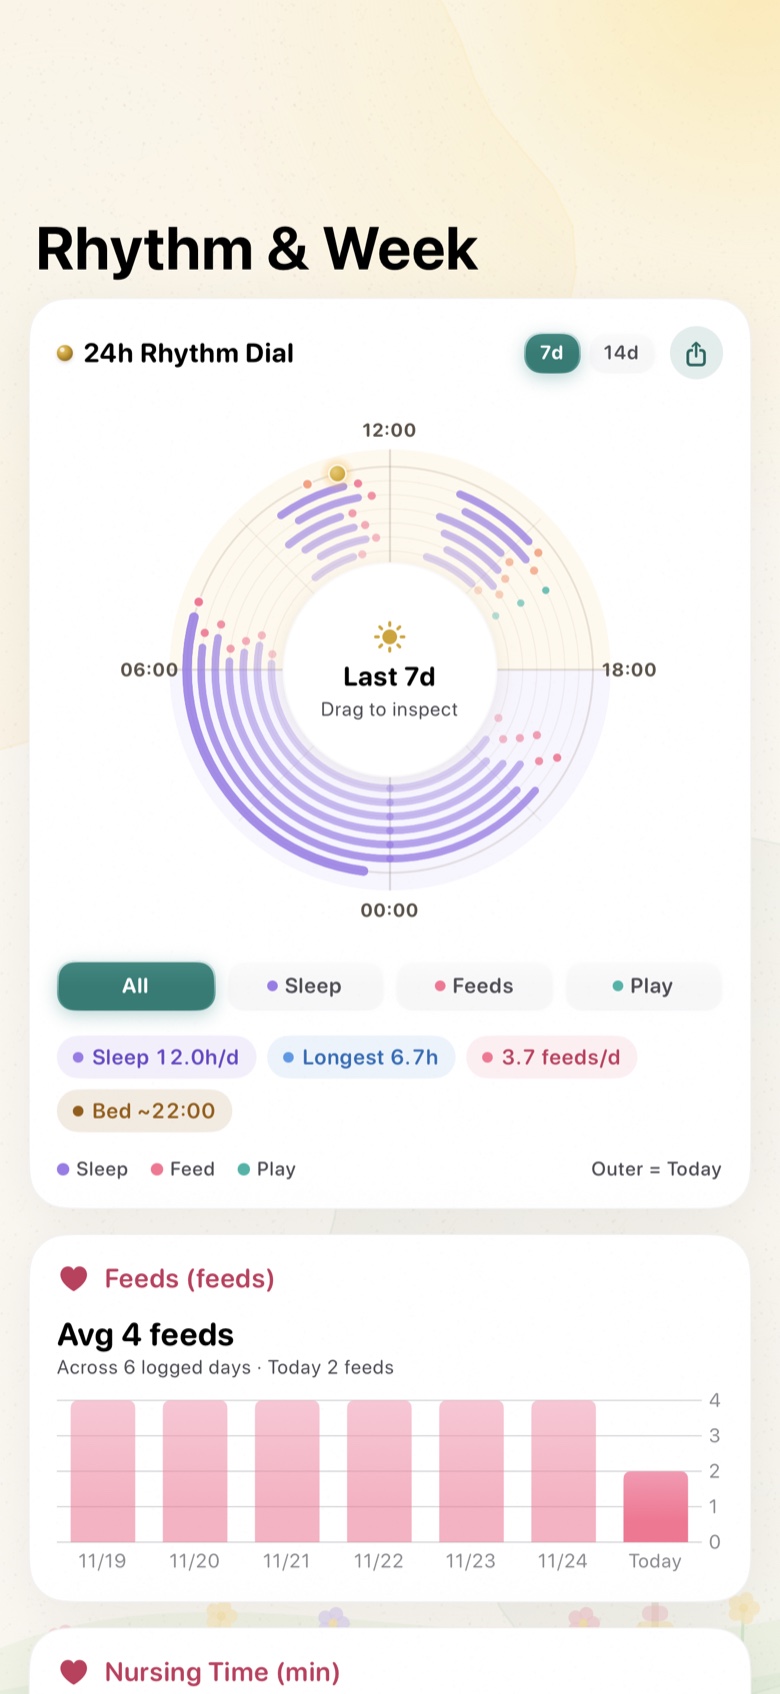 Rhythm & Week
24h Rhythm Dial
7d
14d
12:00
06:00
18:00
Last 7d
Drag to inspect
00:00
All
Sleep
Feeds
Play
Sleep 12.0h/d
Longest 6.7h
3.7 feeds/d
Bed ~22:00
Sleep
Feed
Play
Outer = Today
Feeds (feeds)
Avg 4 feeds
Across 6 logged days · Today 2 feeds
4
3
2
1
0
11/19
11/20
11/21
11/22
11/23
11/24
Today
Nursing Time (min)